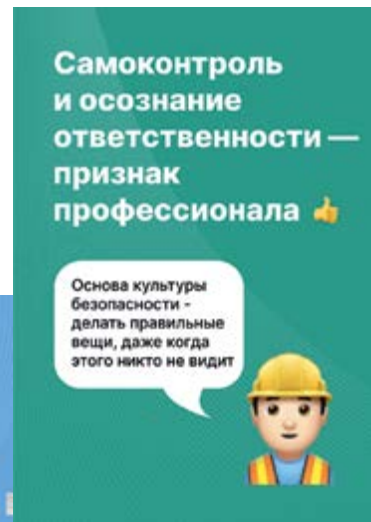 Самоконтроль
и осознание
ответственности —
признак
профессионала 👍
Основа культуры
безопасности -
делать правильные
вещи, даже когда
этого никто не видит